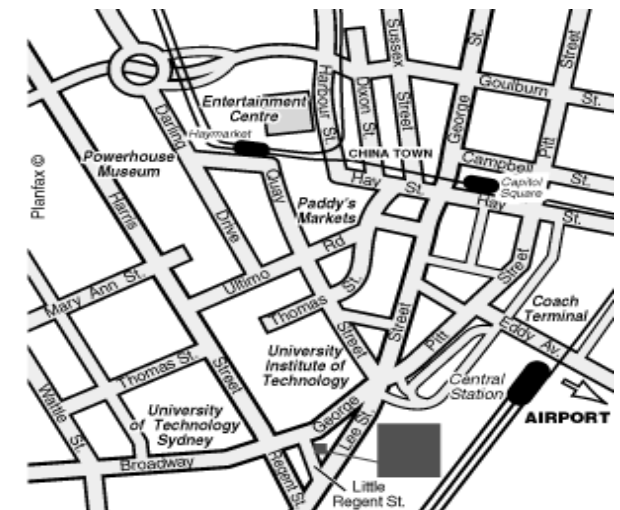 Sussex
Street
St.
George
Street
Pitt
Goulburn
St.
Harbour St.
Dixon St.
Entertainment
Centre
Haymarket
Darling
Drive
CHINA TOWN
Campbell
St.
Capitol
Square
Hay
St.
Hay
St.
Planfax ©
Powerhouse
Museum
Harris
Street
Quay
Street
Paddy's
Markets
Ultimo
Rd
Mary Ann St.
Thomas
St.
Street
Pitt
Street
Coach
Terminal
Eddy Av.
Thomas St.
University
Institute of
Technology
Central
Station
AIRPORT
Wattle
St.
University
of Technology
Sydney
George
Lee St.
Broadway
Regent St.
Little
Regent St.